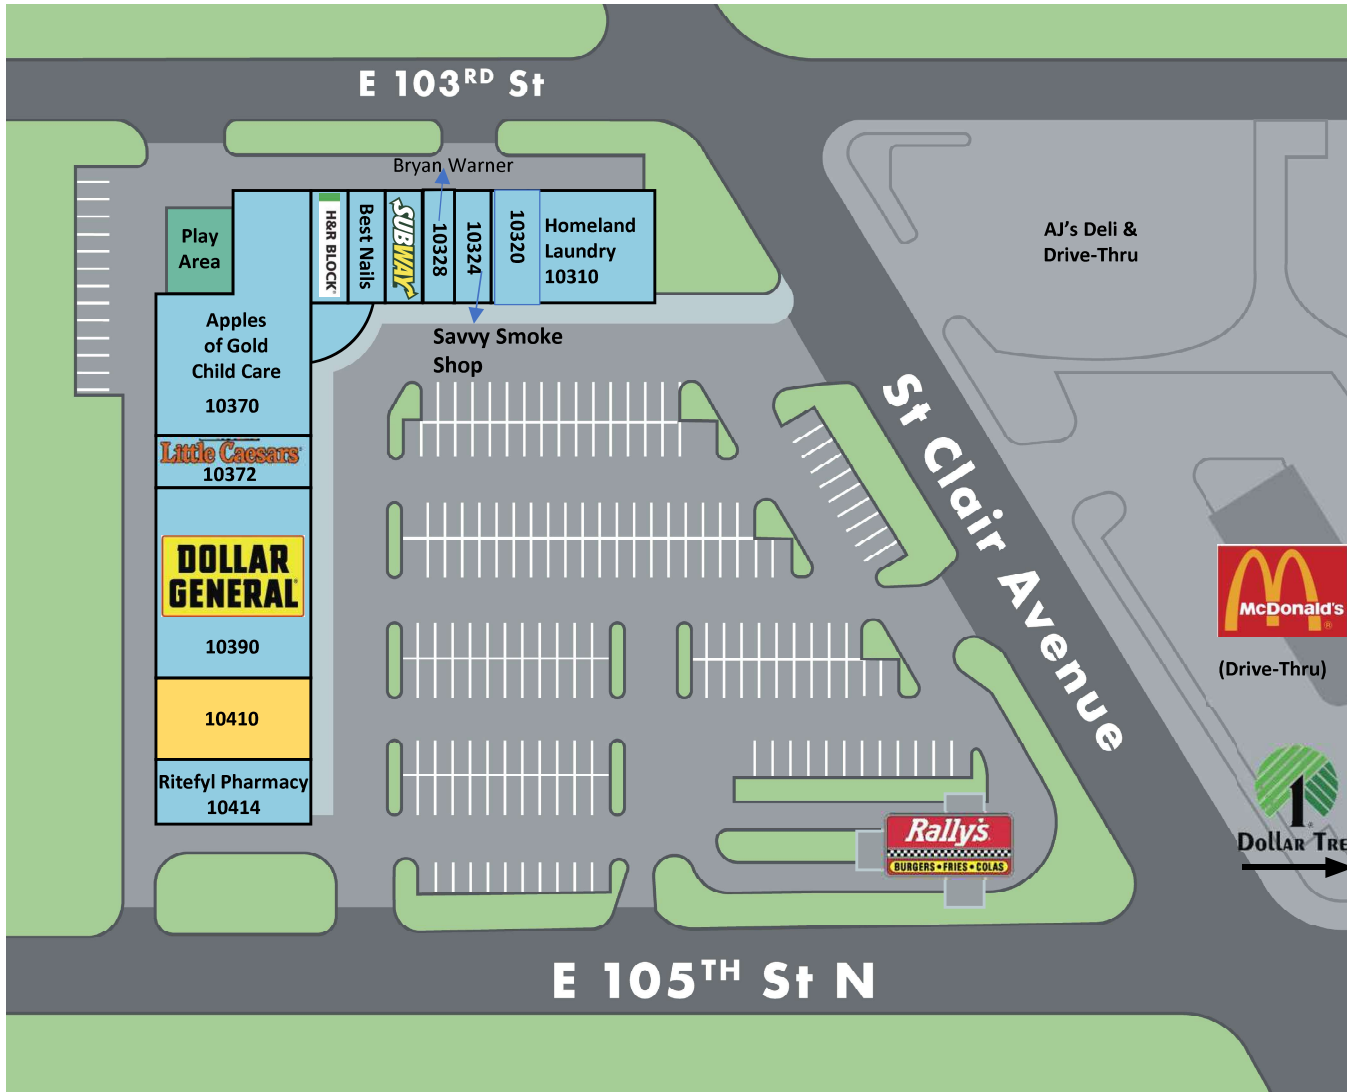 E 103RD St
Bryan Warner
Play
Area
H&R BLOCK®
Best Nails
SUBWAY
10328
10324
10320
Homeland
Laundry
10310
AJ's Deli &
Drive-Thru
Apples
of Gold
Child Care
10370
Savvy Smoke
Shop
Little Caesars
10372
St Clair Avenue
DOLLAR
GENERAL
10390
McDonald's
(Drive-Thru)
10410
Ritefyl Pharmacy
10414
Rally's
BURGERS • FRIES • COLAS
1
DOLLAR TRE
E 105TH St N